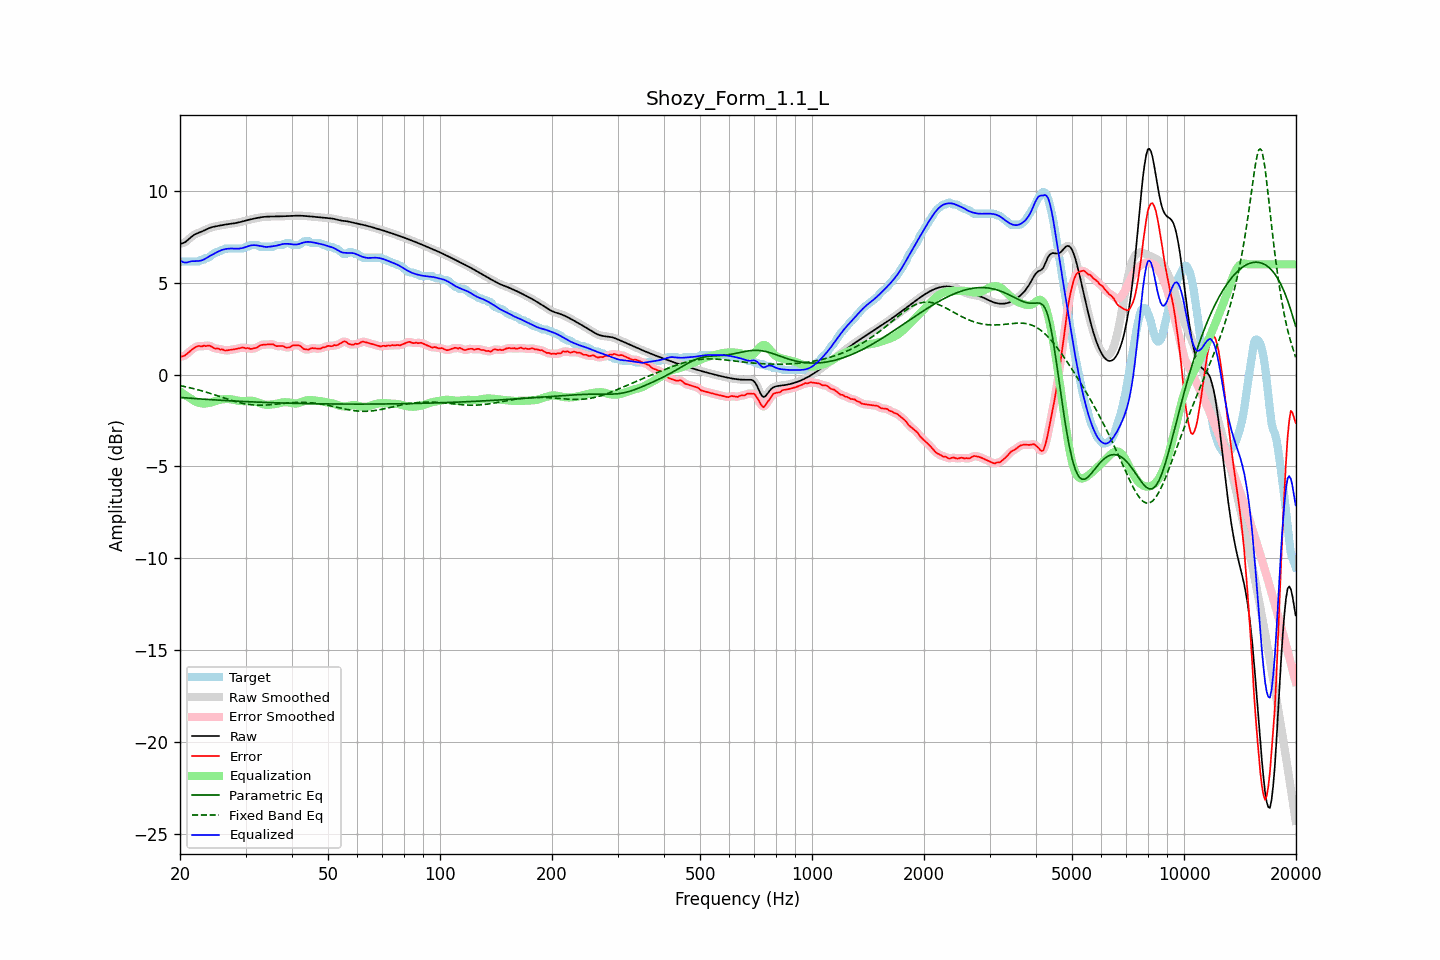 Shozy_Form_1.1_L
Amplitude (dBr)
10
5
0
−5
−10
−15
−20
−25
Target
Raw Smoothed
Error Smoothed
Raw
Error
Equalization
Parametric Eq
Fixed Band Eq
Equalized
20 50 100 200 500 1000 2000 5000 10000 20000
Frequency (Hz)